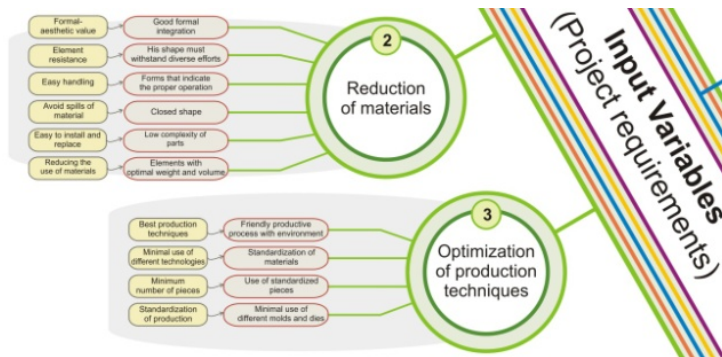 Formal-
aesthetic value
Good formal
integration
Element
resistance
His shape must
withstand diverse efforts
Easy handling
Forms that indicate
the proper operation
Avoid spills of
material
Closed shape
Easy to install and
replace
Low complexity of
parts
Reducing the
use of materials
Elements with
optimal weight and volume
2
Reduction
of materials
Best production
techniques
Friendly productive
process with environment
Minimal use of
different technologies
Standardization of
materials
Minimum
number of pieces
Use of standardized
pieces
Standardization
of production
Minimal use of
different molds and dies
3
Optimization
of production
techniques
Input Variables
(Project requirements)